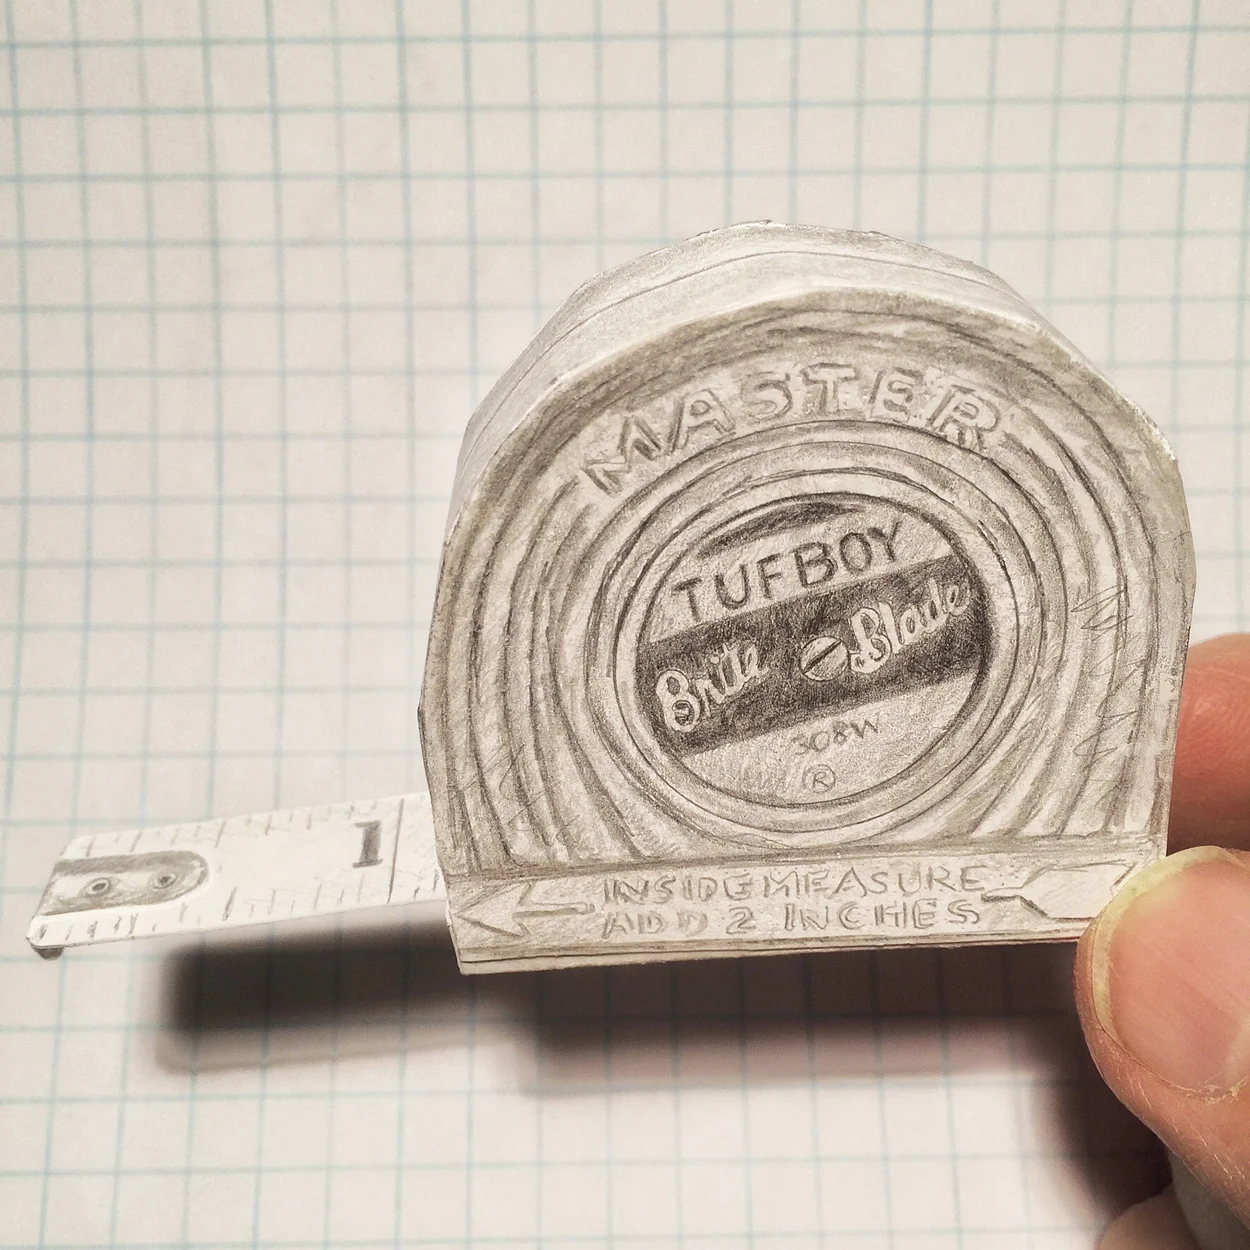 MASTER
TUFBOY
Brite Blade
308W
®
1
INSIDE MEASURE
ADD 2 INCHES